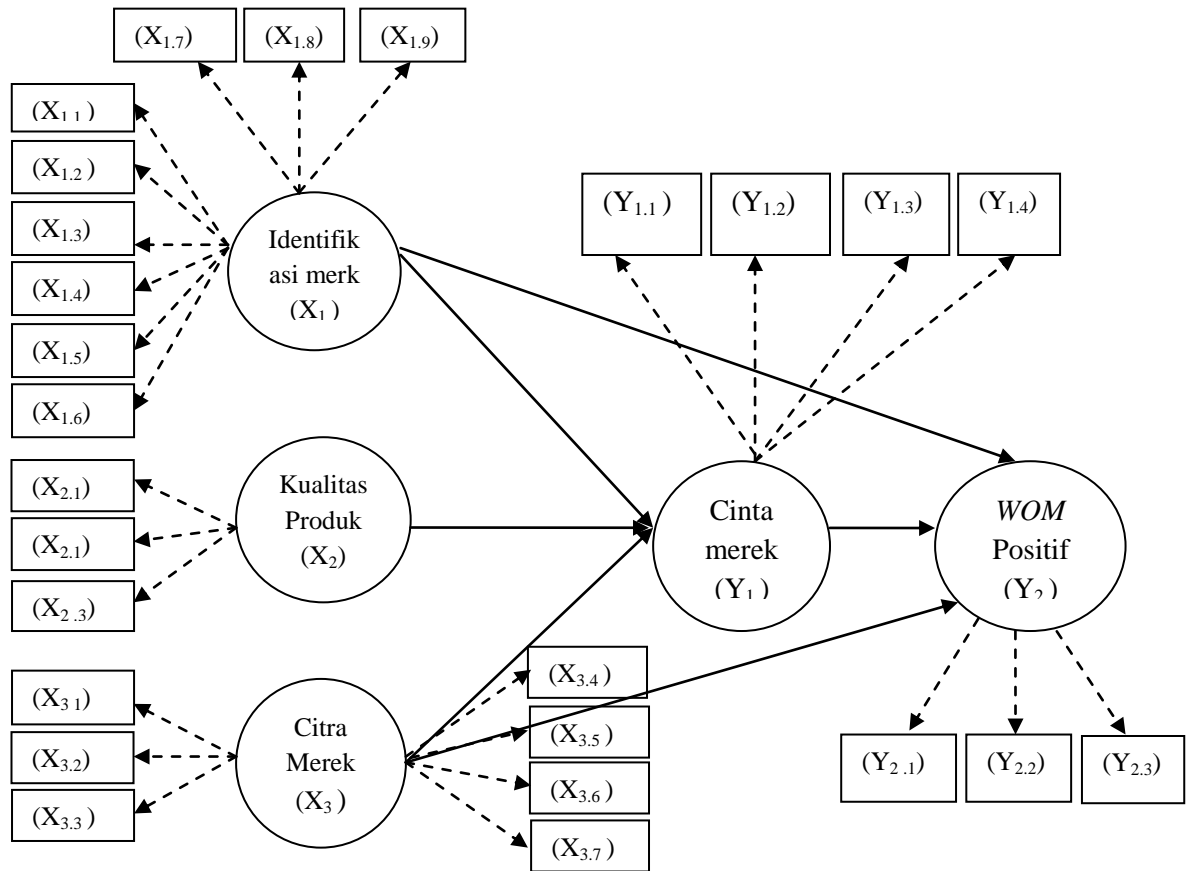 (X1.7)
(X1.8)
(X1.9)
(X1.1)
(X1.2)
(X1.3)
(X1.4)
(X1.5)
(X1.6)
Identifik
asi merk
(X1)
(Y1.1 )
(Y1.2)
(Y1.3)
(Y1.4)
(X2.1)
(X2.1)
(X2 .3)
Kualitas
Produk
(X2)
Cinta
merek
(Y1)
WOM
Positif
(Y2)
(X3 1)
(X3.2)
(X3.3 )
Citra
Merek
(X3)
(X3.4)
(X3.5)
(X3.6)
(X3.7)
(Y2 .1)
(Y2.2)
(Y2.3)